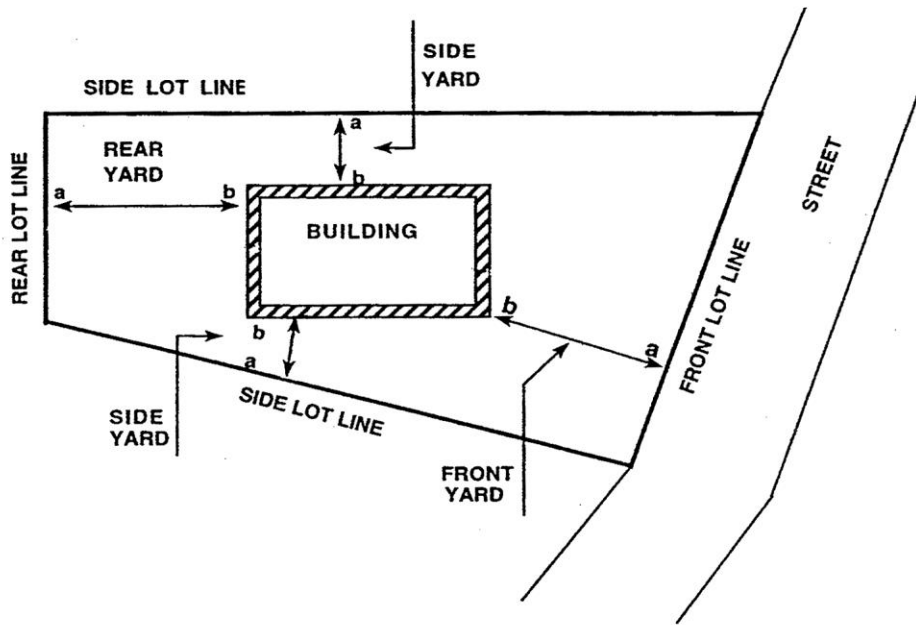 SIDE
YARD
SIDE LOT LINE
REAR
YARD
a
b
a
b
REAR LOT LINE
BUILDING
STREET
FRONT LOT LINE
b
a
b
a
SIDE LOT LINE
SIDE
YARD
FRONT
YARD